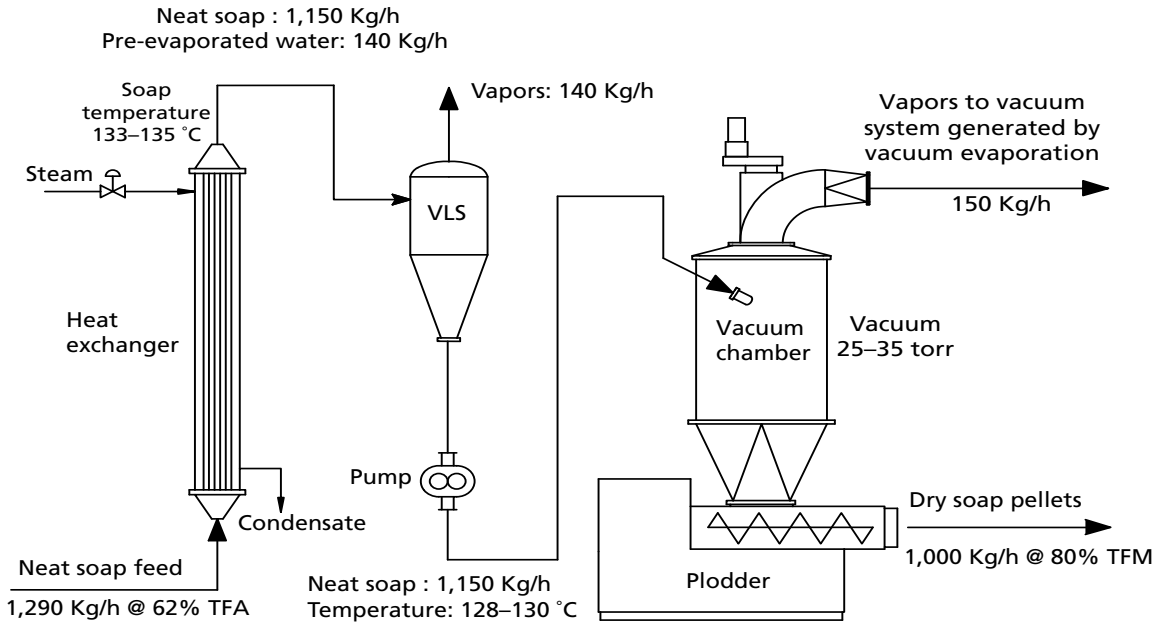 Neat soap : 1,150 Kg/h
Pre-evaporated water: 140 Kg/h
Soap
temperature
133–135 ˚C
Steam
Heat
exchanger
Condensate
Neat soap feed
1,290 Kg/h @ 62% TFA
Vapors: 140 Kg/h
VLS
Pump
Neat soap : 1,150 Kg/h
Temperature: 128–130 ˚C
Vapors to vacuum
system generated by
vacuum evaporation
150 Kg/h
Vacuum
chamber
Vacuum
25–35 torr
Plodder
Dry soap pellets
1,000 Kg/h @ 80% TFM